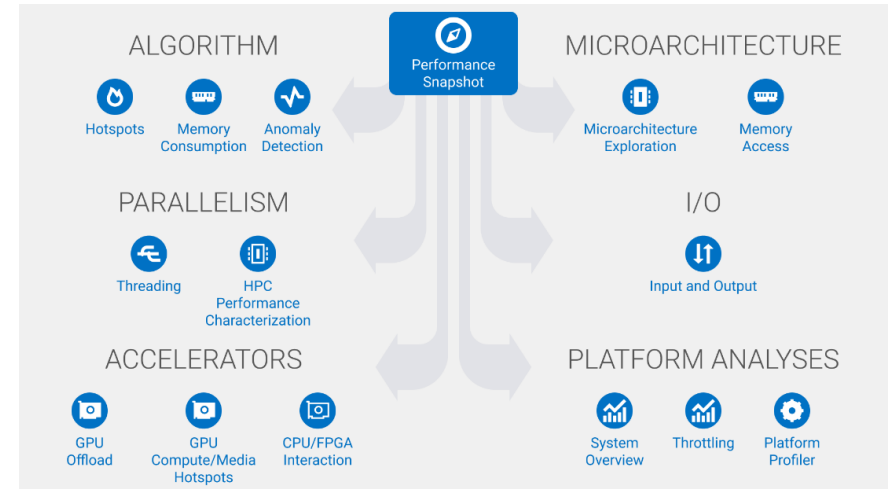 Performance
Snapshot
ALGORITHM
Hotspots
Memory
Consumption
Anomaly
Detection
MICROARCHITECTURE
Microarchitecture
Exploration
Memory
Access
PARALLELISM
Threading
HPC
Performance
Characterization
I/O
Input and Output
ACCELERATORS
GPU
Offload
GPU
Compute/Media
Hotspots
CPU/FPGA
Interaction
PLATFORM ANALYSES
System
Overview
Throttling
Platform
Profiler